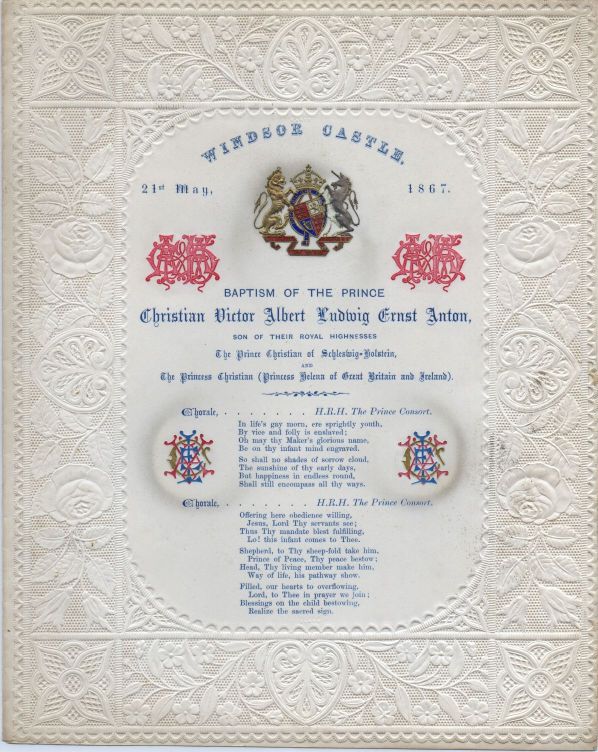 WINDSOR CASTLE,
21st May, 1867.
BAPTISM OF THE PRINCE
Christian Victor Albert Ludwig Ernst Anton,
SON OF THEIR ROYAL HIGHNESSES
The Prince Christian of Schleswig-Holstein,
AND
The Princess Christian (Princess Helena of Great Britain and Ireland).
Chorale, . . . . . . . . H.R.H. The Prince Consort.
In life's gay morn, ere sprightly youth,
By vice and folly is enslaved;
Oh may thy Maker's glorious name,
Be on thy infant mind engraved.
So shall no shades of sorrow cloud,
The sunshine of thy early days,
But happiness in endless round,
Shall still encompass all thy ways.
Chorale, . . . . . . . . H.R.H. The Prince Consort.
Offering here obedience willing,
Jesus, Lord Thy servants see;
Thus Thy mandate blest fulfilling,
Lo! this infant comes to Thee.
Shepherd, to Thy sheep-fold take him,
Prince of Peace, Thy peace bestow;
Head, Thy living member make him,
Way of life, his pathway show.
Filled, our hearts to overflowing,
Lord, to Thee in prayer we join;
Blessings on the child bestowing,
Realize the sacred sign.